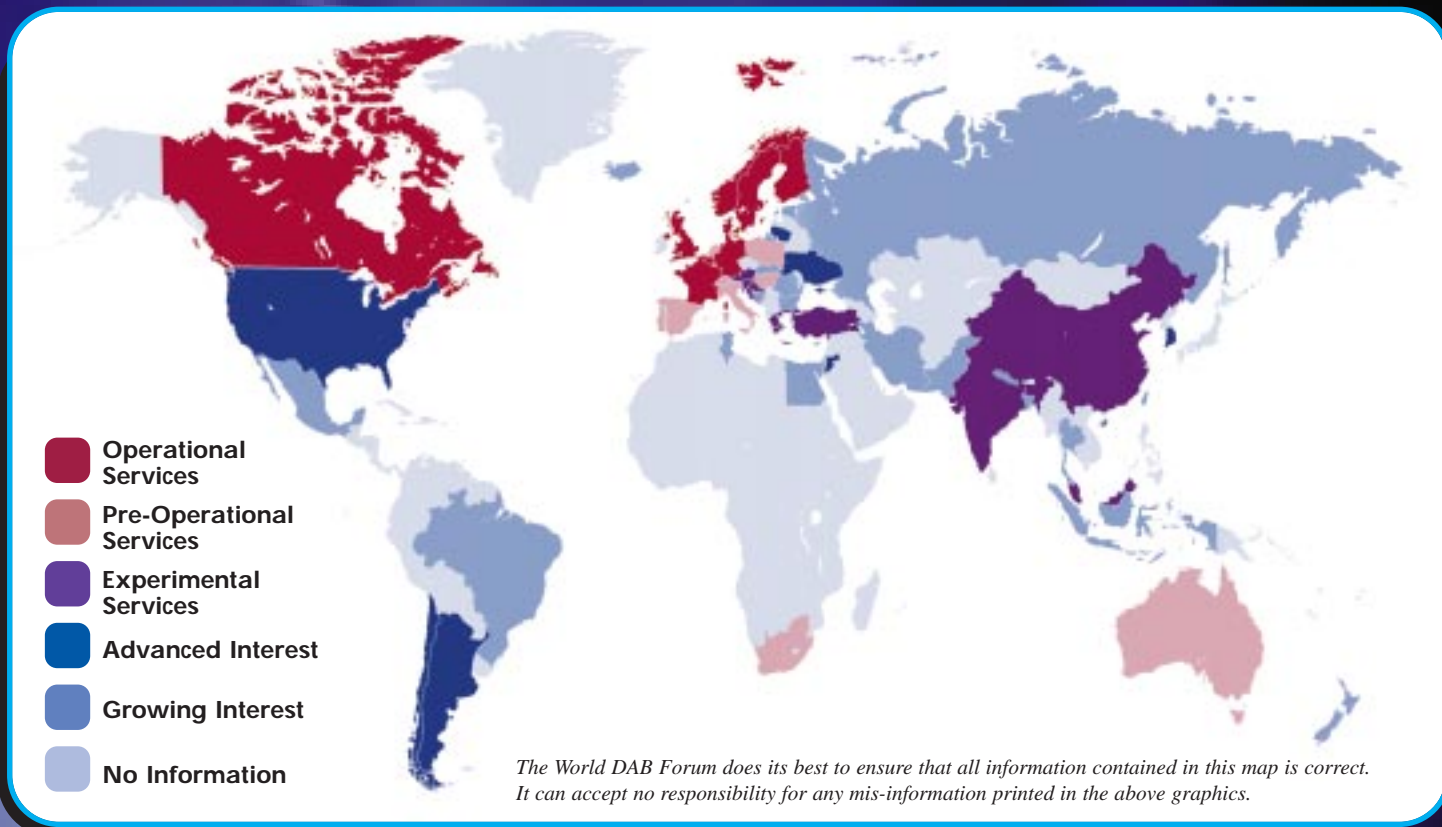 Operational
Services
Pre-Operational
Services
Experimental
Services
Advanced Interest
Growing Interest
No Information
The World DAB Forum does its best to ensure that all information contained in this map is correct.
It can accept no responsibility for any mis-information printed in the above graphics.